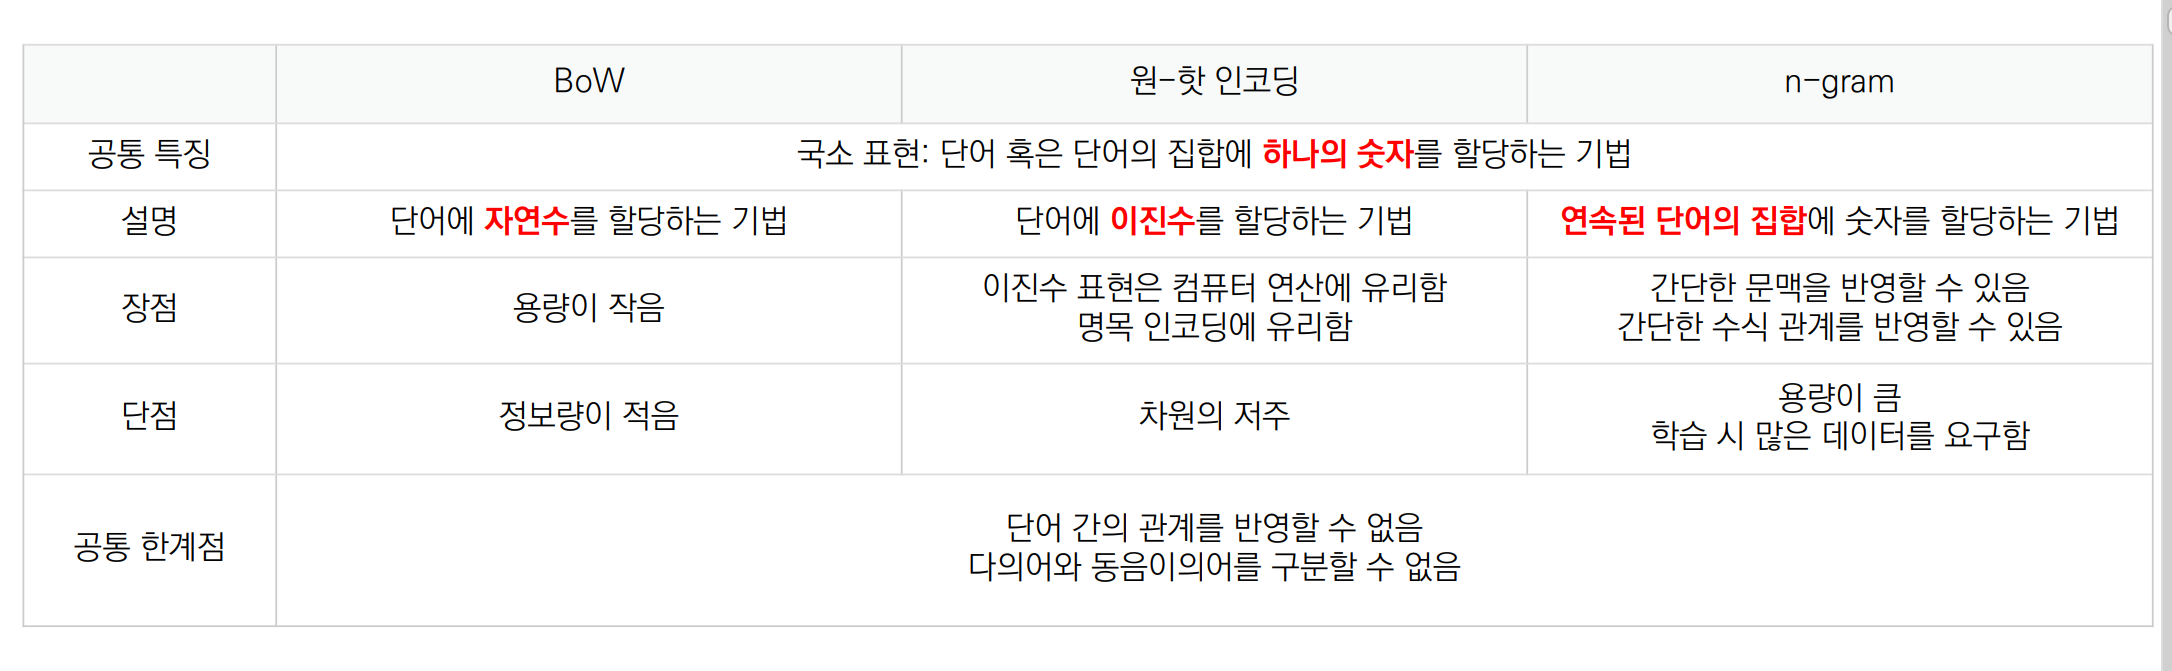 BoW
원-핫 인코딩
n-gram
공통 특징
국소 표현: 단어 혹은 단어의 집합에 하나의 숫자를 할당하는 기법
설명
단어에 자연수를 할당하는 기법
단어에 이진수를 할당하는 기법
연속된 단어의 집합에 숫자를 할당하는 기법
장점
용량이 작음
이진수 표현은 컴퓨터 연산에 유리함
명목 인코딩에 유리함
간단한 문맥을 반영할 수 있음
간단한 수식 관계를 반영할 수 있음
단점
정보량이 적음
차원의 저주
용량이 큼
학습 시 많은 데이터를 요구함
공통 한계점
단어 간의 관계를 반영할 수 없음
다의어와 동음이의어를 구분할 수 없음